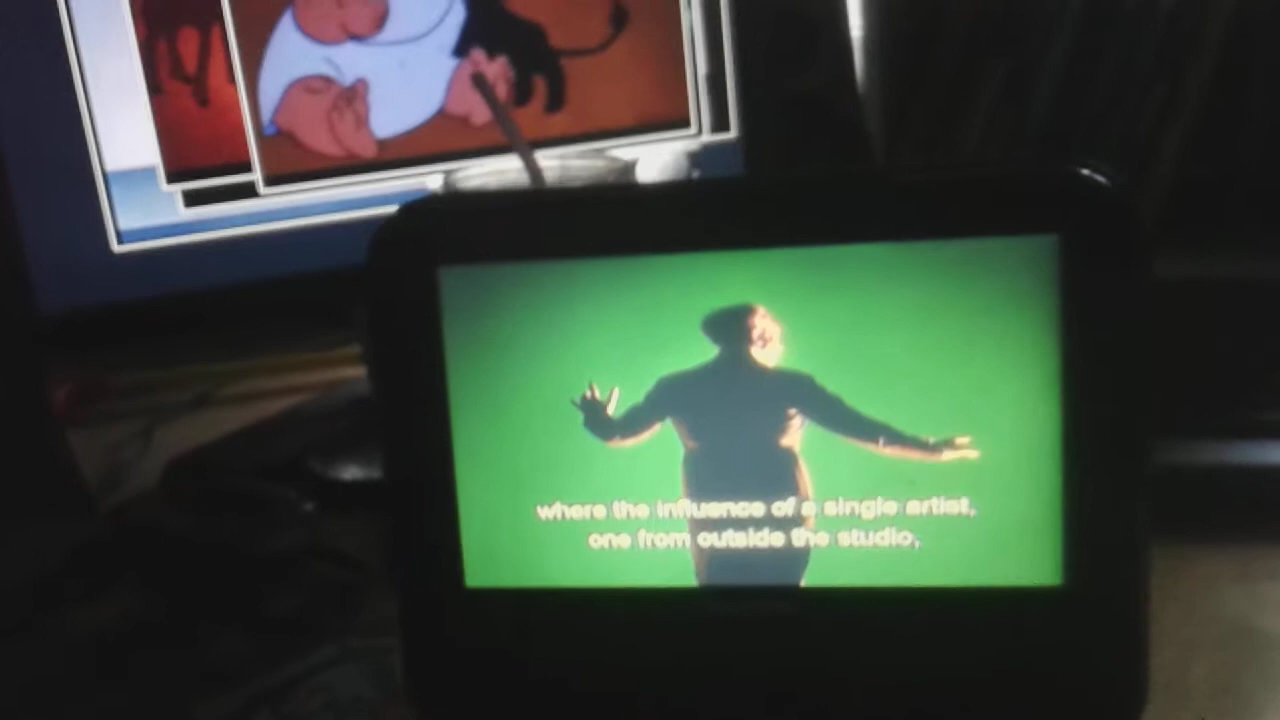 where the influence of a single artist,
one from outside the studio,